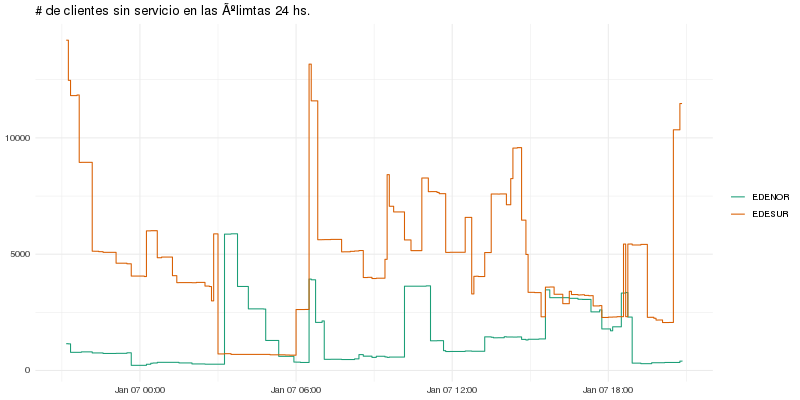 # de clientes sin servicio en las Ãºlimtas 24 hs.
10000
5000
0
Jan 07 00:00
Jan 07 06:00
Jan 07 12:00
Jan 07 18:00
EDENOR
EDESUR